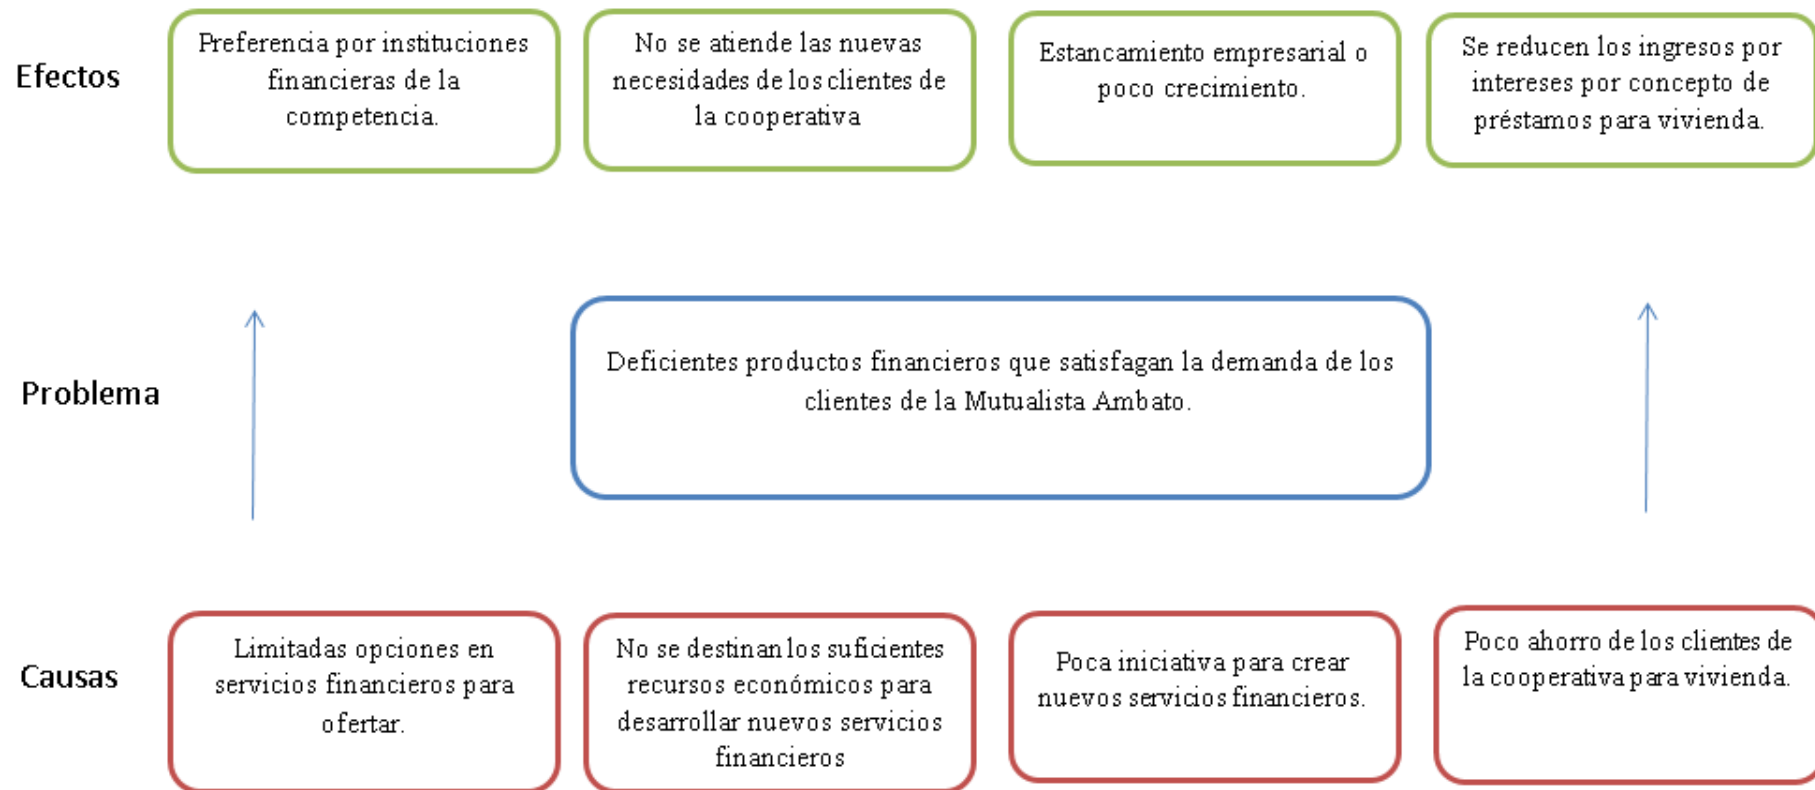 Efectos
Preferencia por instituciones
financieras de la
competencia.
No se atiende las nuevas
necesidades de los clientes de
la cooperativa
Estancamiento empresarial o
poco crecimiento.
Se reducen los ingresos por
intereses por concepto de
préstamos para vivienda.
Problema
Deficientes productos financieros que satisfagan la demanda de los
clientes de la Mutualista Ambato.
Causas
Limitadas opciones en
servicios financieros para
ofertar.
No se destinan los suficientes
recursos económicos para
desarrollar nuevos servicios
financieros
Poca iniciativa para crear
nuevos servicios financieros.
Poco ahorro de los clientes de
la cooperativa para vivienda.